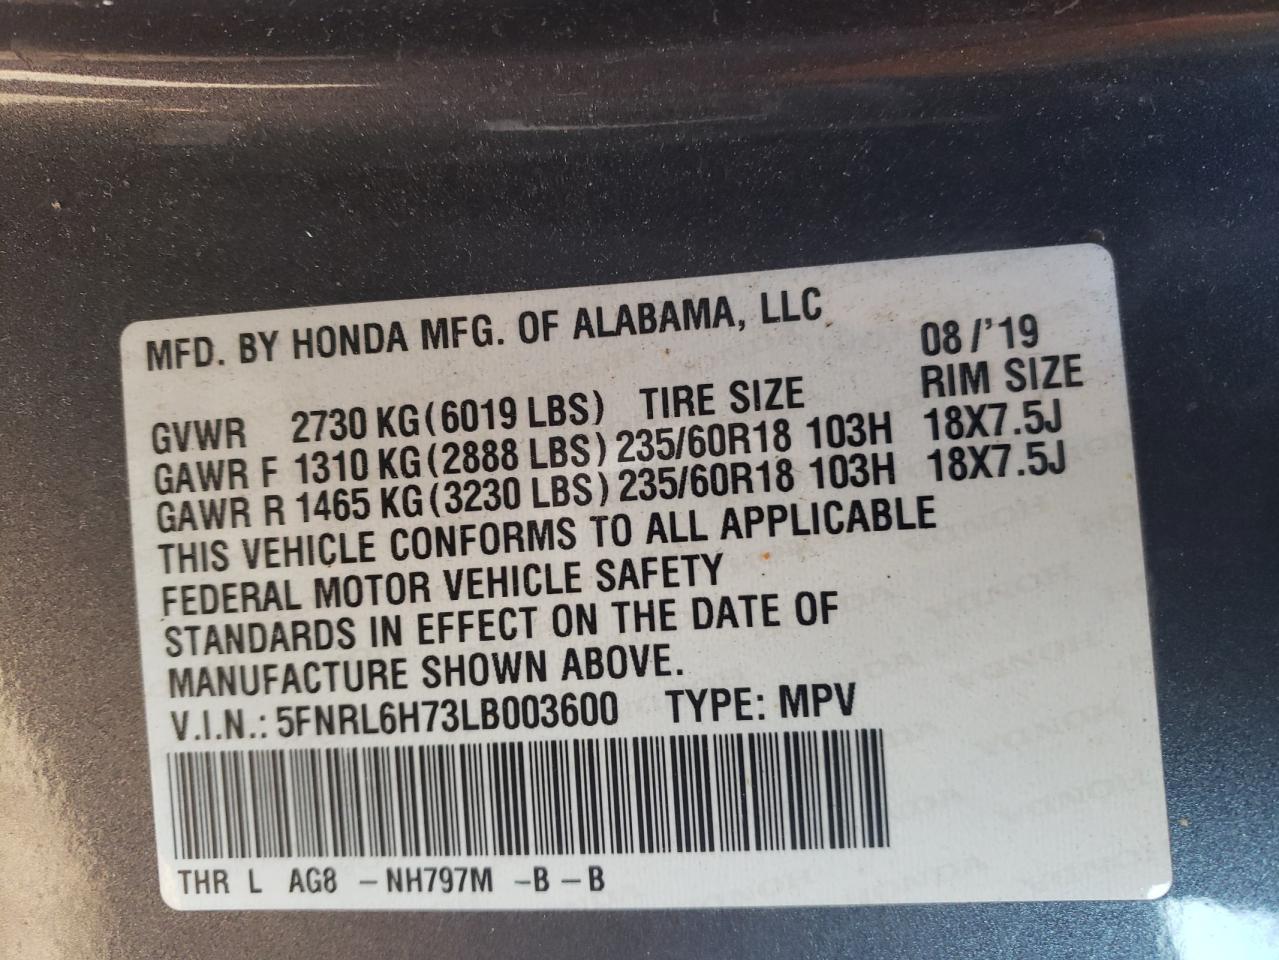 MFD. BY HONDA MFG. OF ALABAMA, LLC 08/'19
GVWR 2730 KG (6019 LBS) TIRE SIZE RIM SIZE
GAWR F 1310 KG (2888 LBS) 235/60R18 103H 18X7.5J
GAWR R 1465 KG (3230 LBS) 235/60R18 103H 18X7.5J
THIS VEHICLE CONFORMS TO ALL APPLICABLE
FEDERAL MOTOR VEHICLE SAFETY
STANDARDS IN EFFECT ON THE DATE OF
MANUFACTURE SHOWN ABOVE.
V.I.N.: 5FNRL6H73LB003600 TYPE: MPV
THR L AG8 – NH797M – B – B